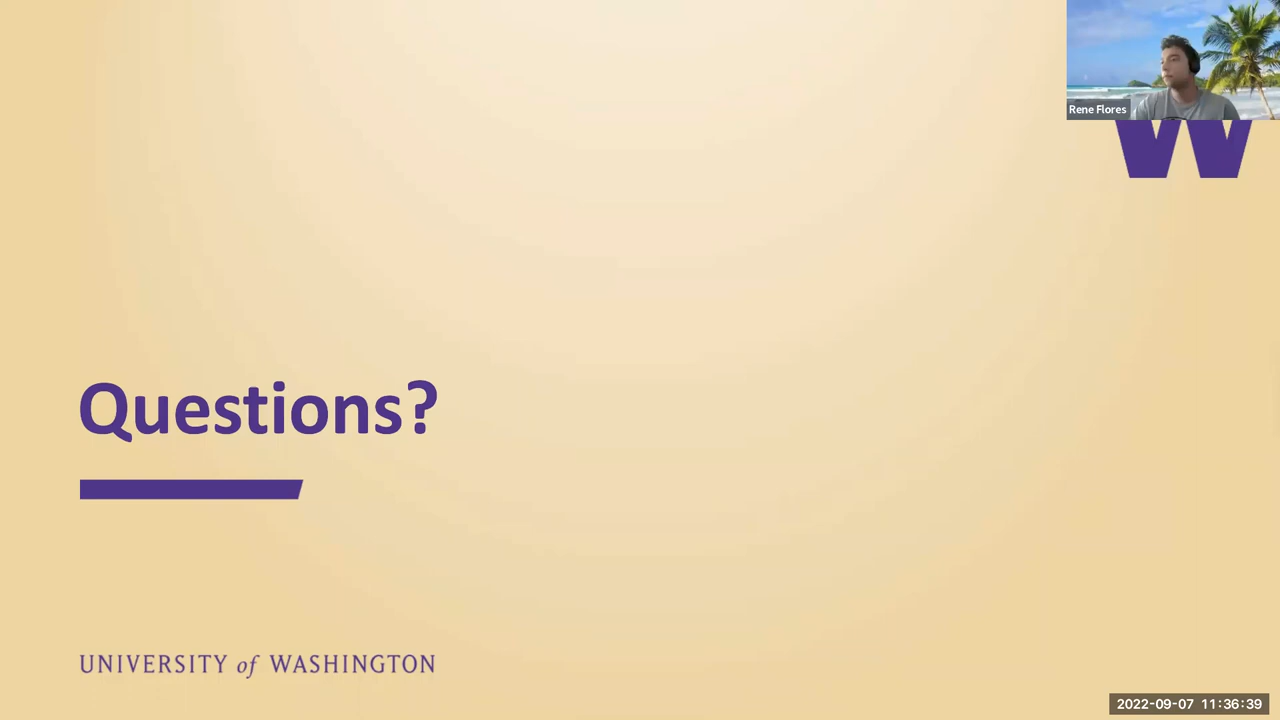 Rene Flores
W
Questions?
UNIVERSITY of WASHINGTON
2022-09-07 11:36:39